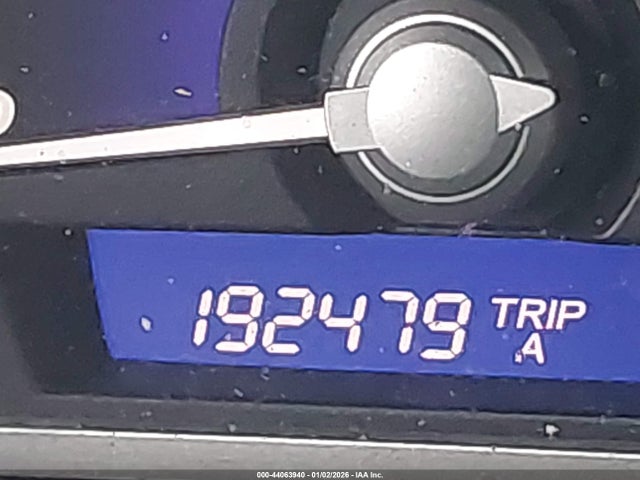 192479 TRIP
A
000-44063940 - 01/02/2026 - IAA Inc.